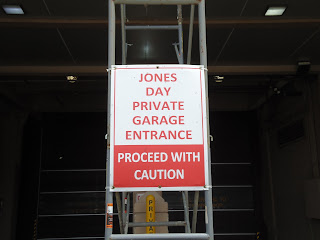 JONES
DAY
PRIVATE
GARAGE
ENTRANCE
PROCEED WITH
CAUTION